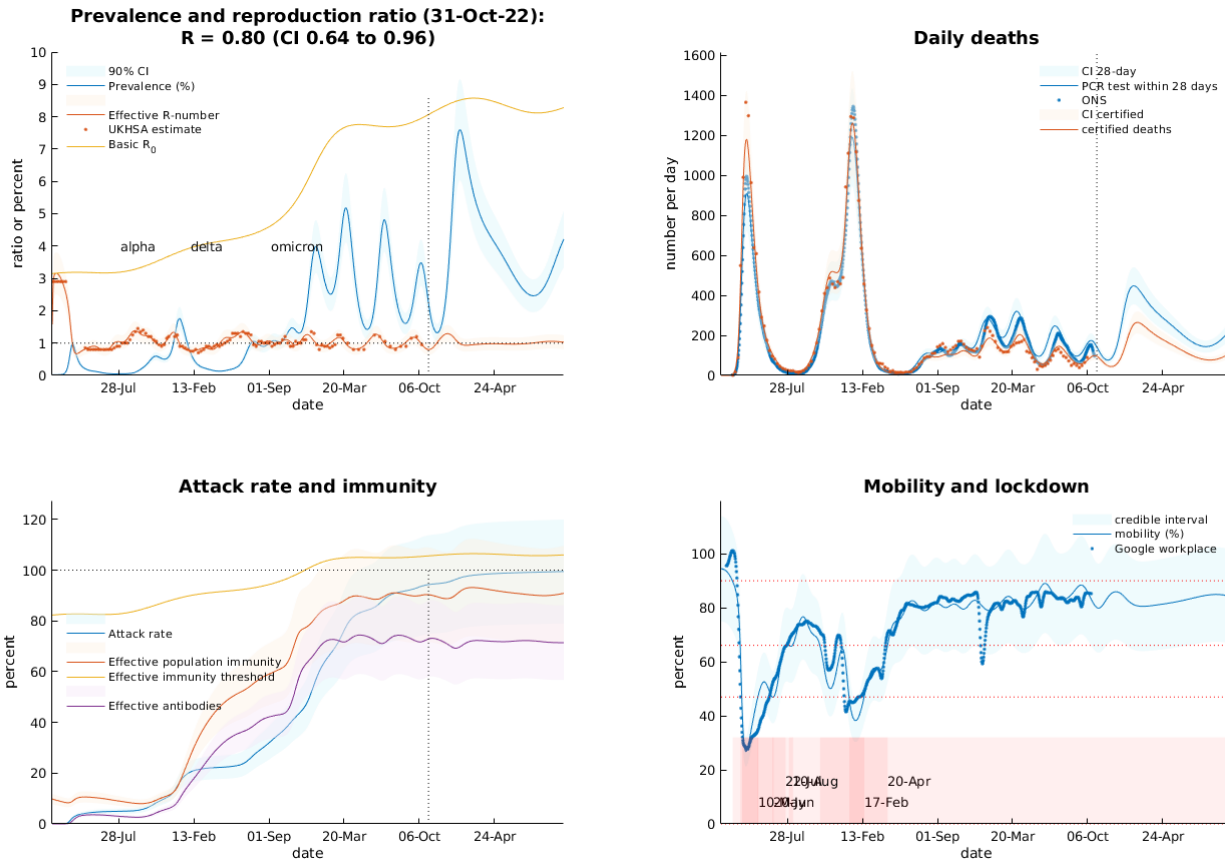 Prevalence and reproduction ratio (31-Oct-22):
R = 0.80 (CI 0.64 to 0.96)
10
9
8
7
6
5
4
3
2
1
0
ratio or percent
90% CI
Prevalence (%)
Effective R-number
UKHSA estimate
Basic R0
alpha
delta
omicron
28-Jul
13-Feb
01-Sep
20-Mar
06-Oct
24-Apr
date
Daily deaths
1600
1400
1200
1000
800
600
400
200
0
number per day
CI 28-day
PCR test within 28 days
ONS
CI certified
certified deaths
28-Jul
13-Feb
01-Sep
20-Mar
06-Oct
24-Apr
date
Attack rate and immunity
120
100
80
60
40
20
0
percent
Attack rate
Effective population immunity
Effective immunity threshold
Effective antibodies
28-Jul
13-Feb
01-Sep
20-Mar
06-Oct
24-Apr
date
Mobility and lockdown
100
80
60
40
20
0
percent
credible interval
mobility (%)
Google workplace
20-Apr
17-Feb
28-Jul
13-Feb
01-Sep
20-Mar
06-Oct
24-Apr
date